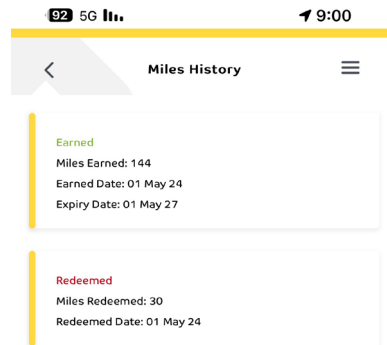 92 5G 9:00
Miles History
Earned
Miles Earned: 144
Earned Date: 01 May 24
Expiry Date: 01 May 27
Redeemed
Miles Redeemed: 30
Redeemed Date: 01 May 24